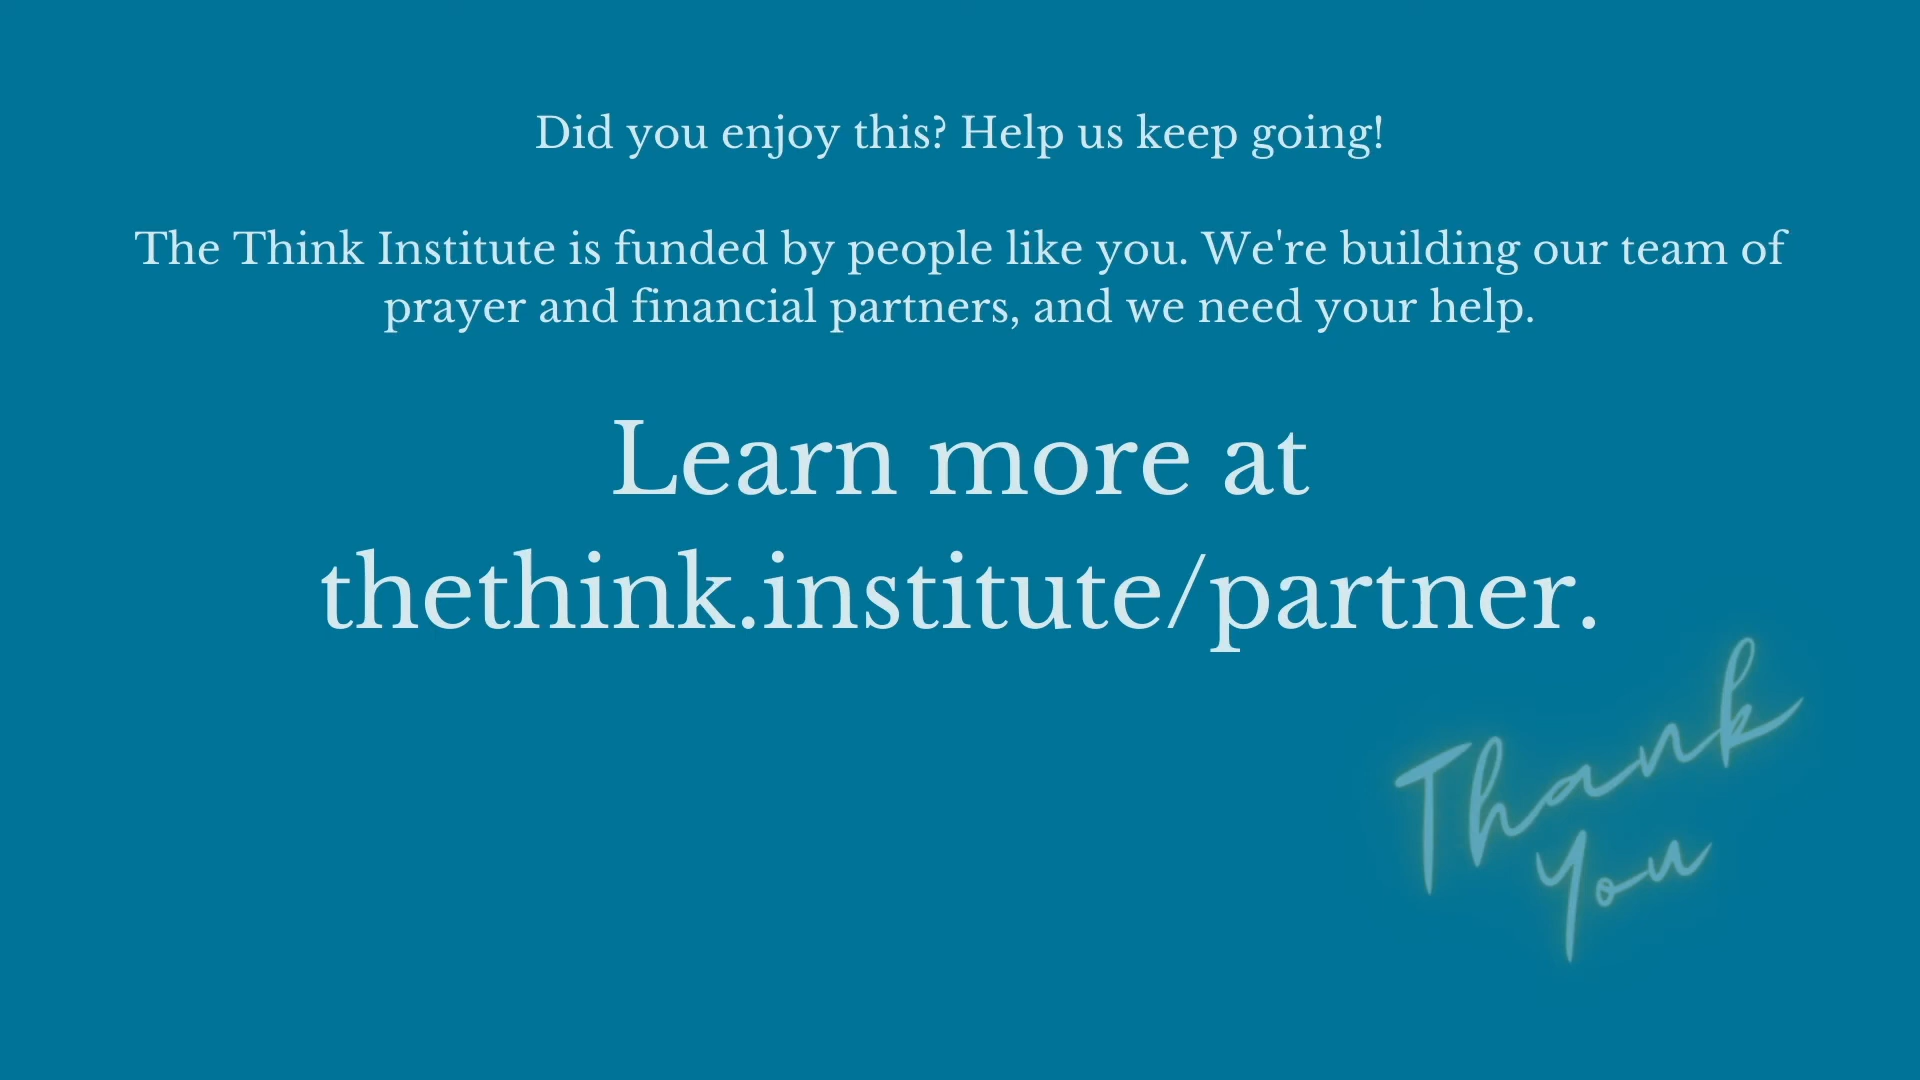 Did you enjoy this? Help us keep going!
The Think Institute is funded by people like you. We're building our team of
prayer and financial partners, and we need your help.
Learn more at
thethink.institute/partner.
Thank
You